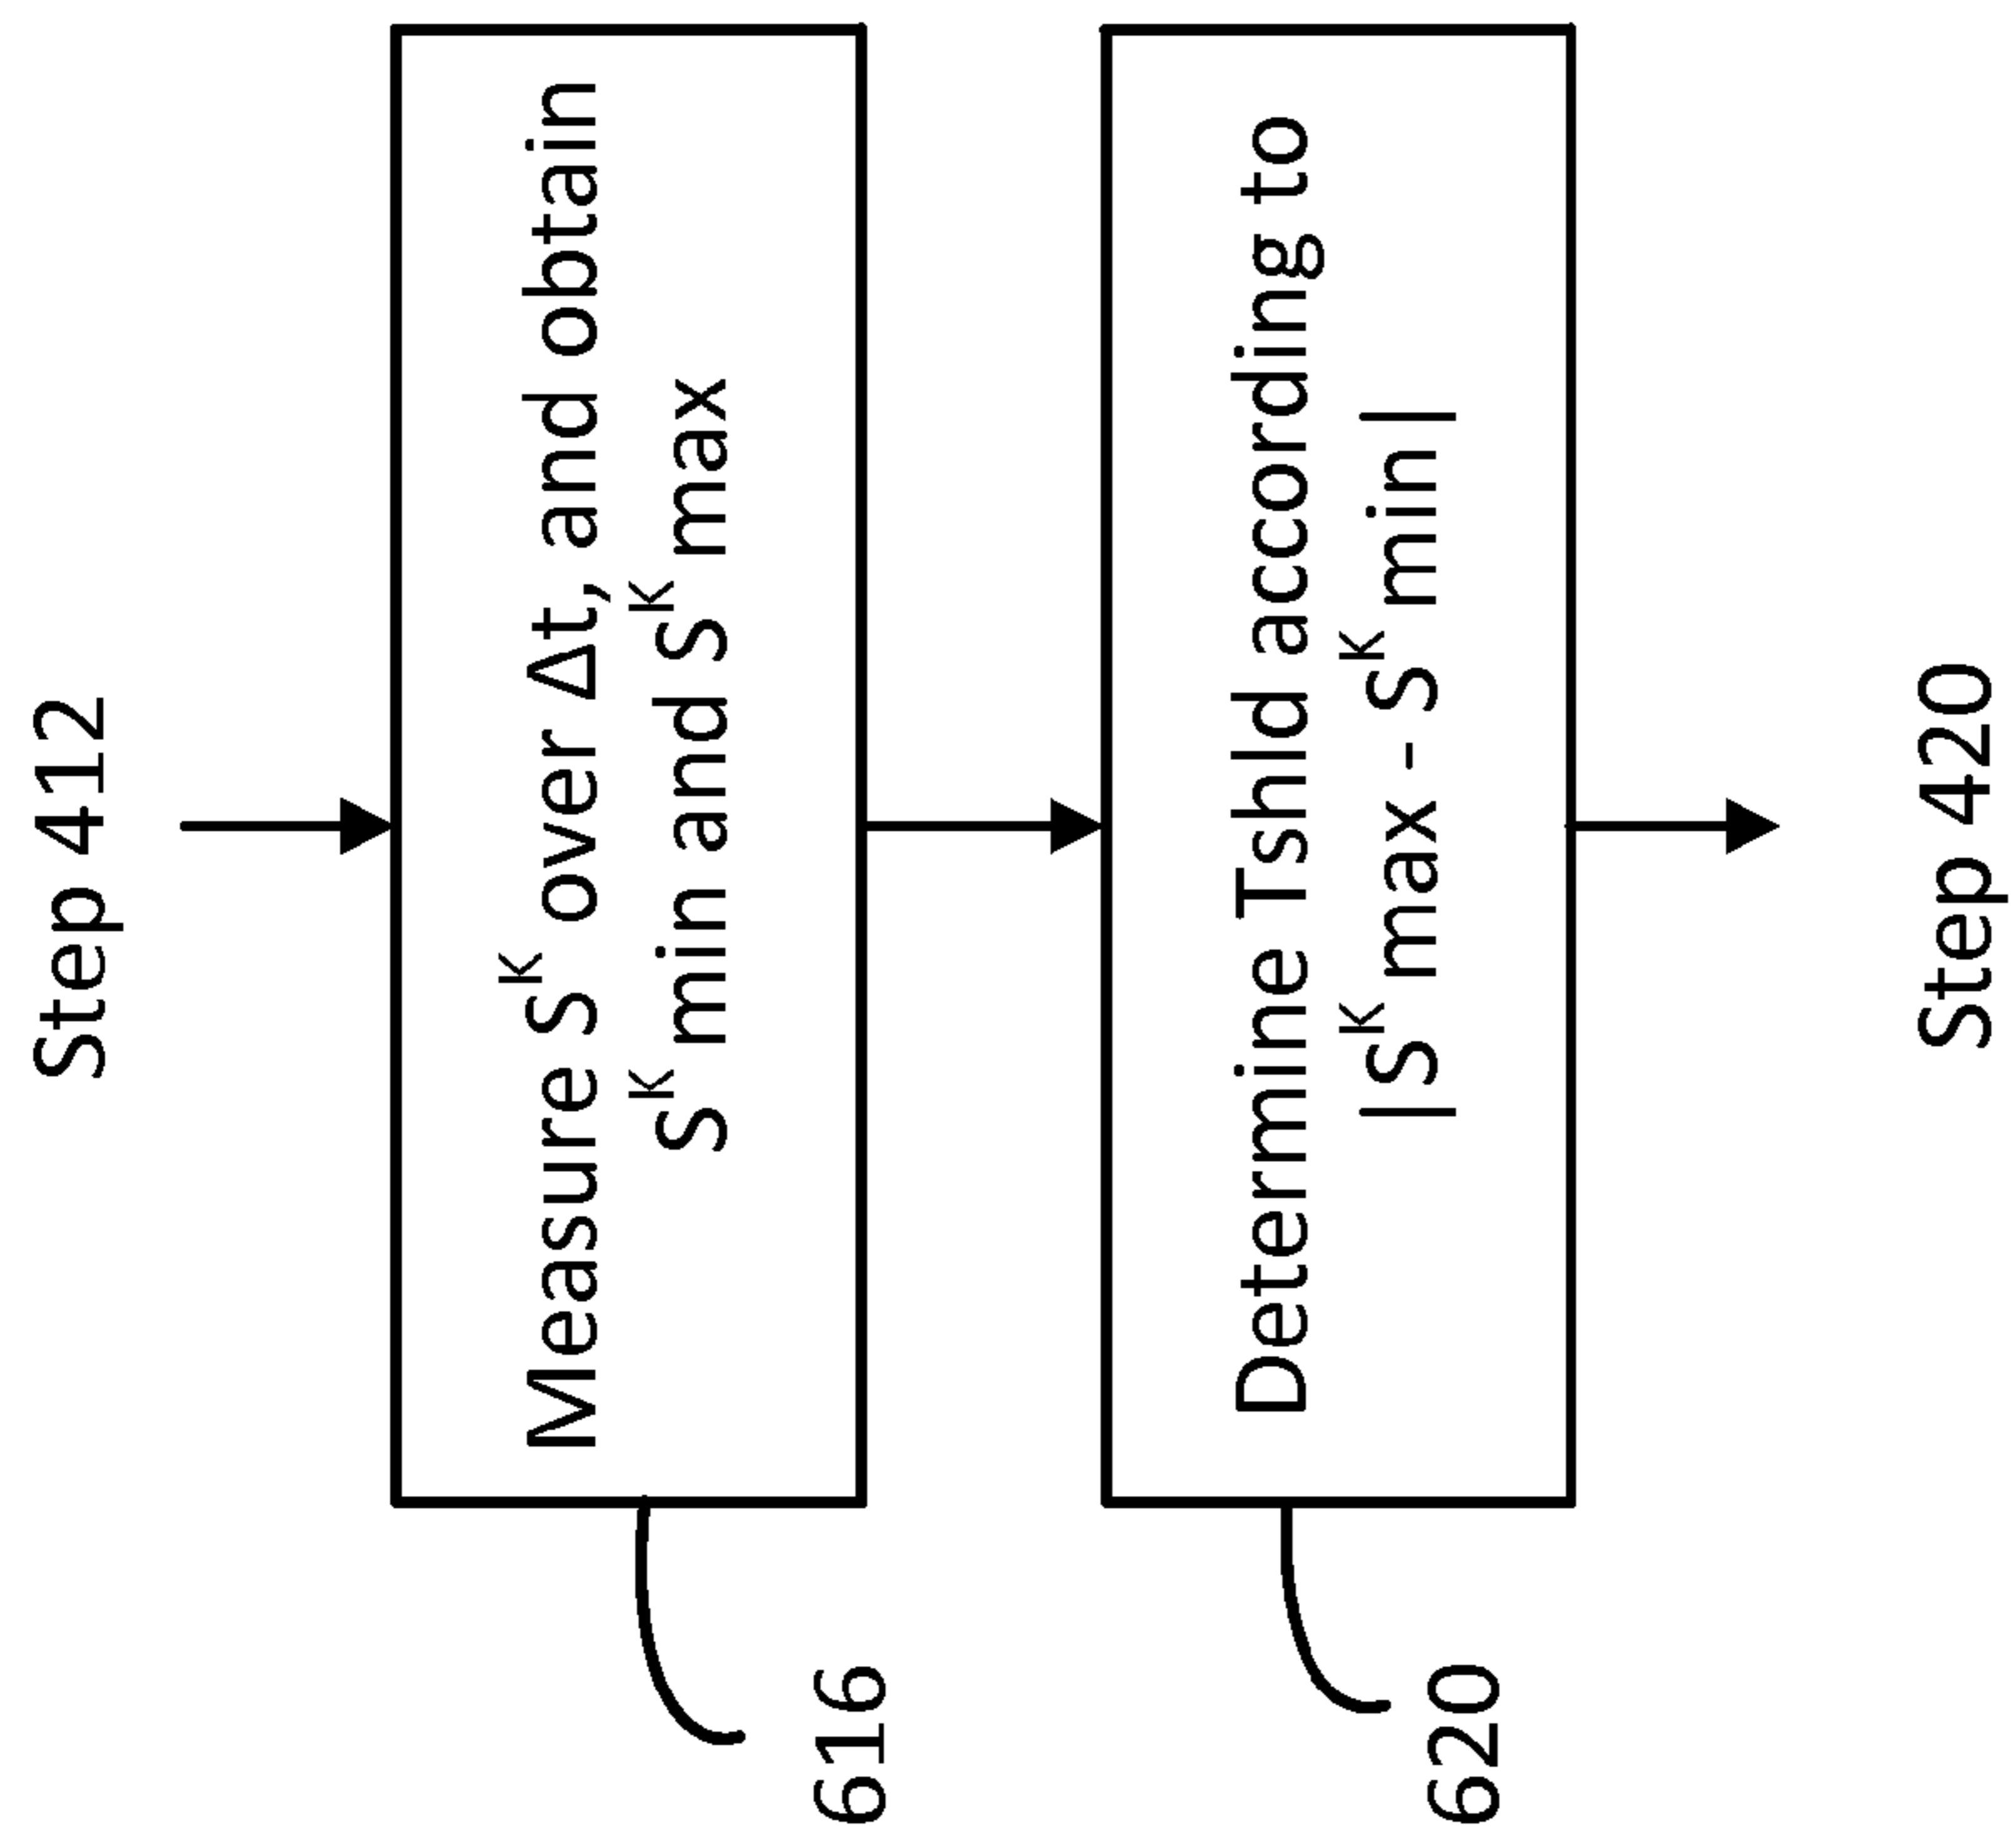 Step 412
Measure S^K over Δt, and obtain
S^K min and S^K max
616
Determine Tshld according to
|S^K max - S^K min|
620
Step 420